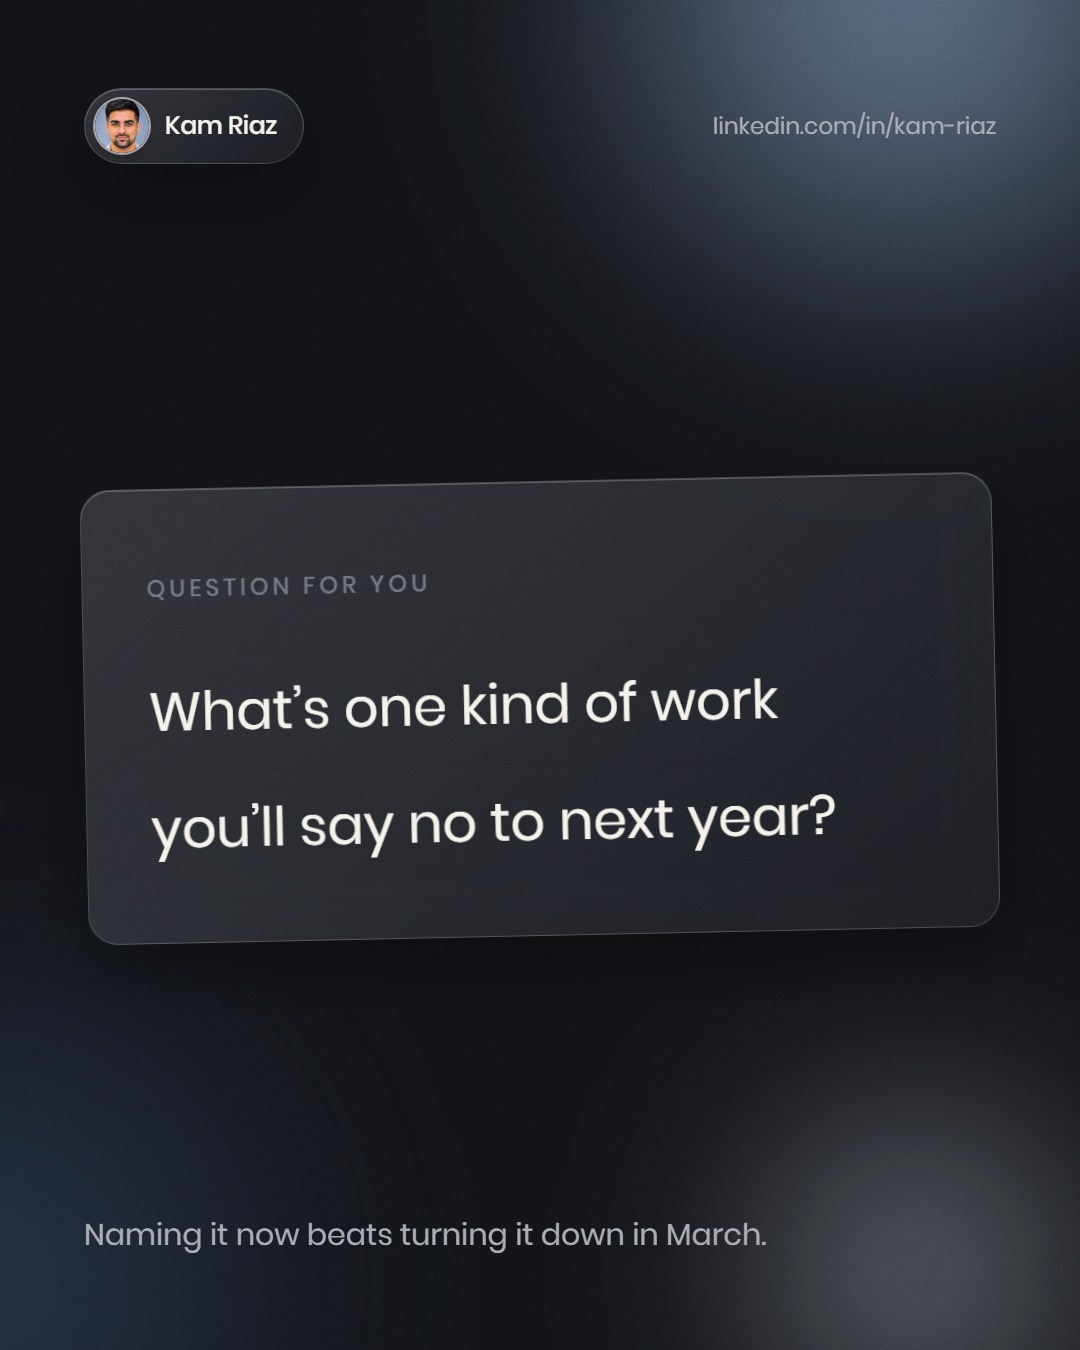 Kam Riaz
linkedin.com/in/kam-riaz
QUESTION FOR YOU
What’s one kind of work
you’ll say no to next year?
Naming it now beats turning it down in March.